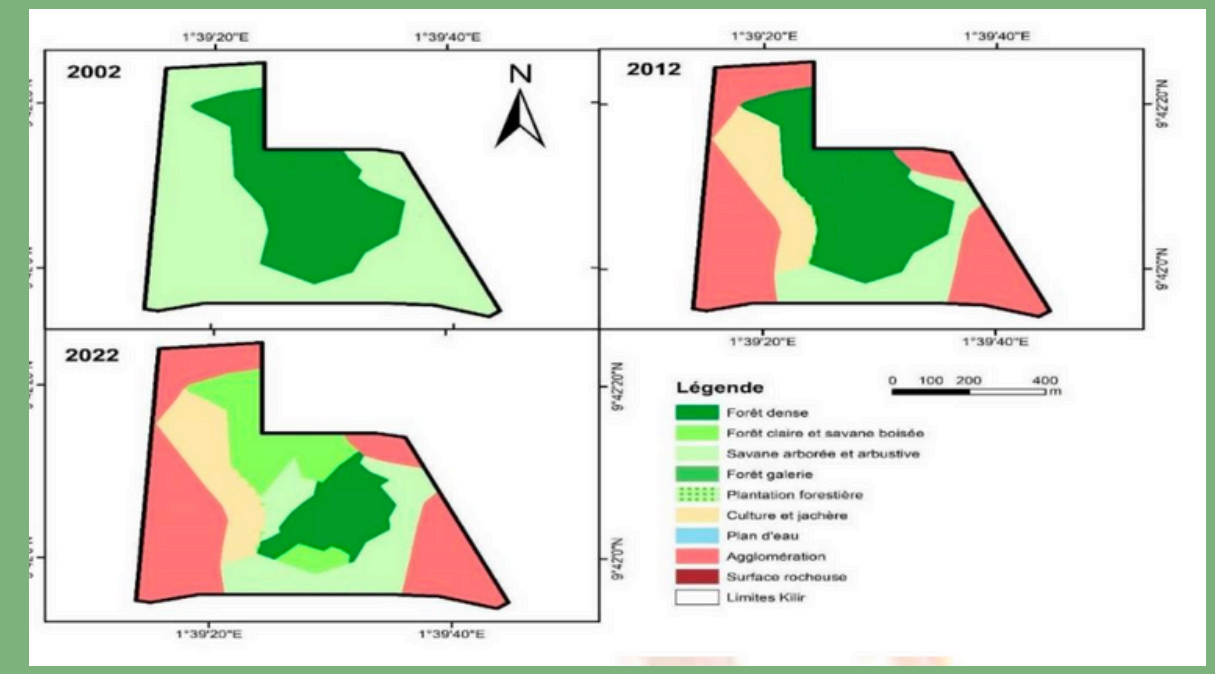 1°39'20"E 1°39'40"E 1°39'20"E 1°39'40"E
2002
N
2012
9°42'20"N
9°42'0"N
1°39'20"E 1°39'40"E
2022
9°42'20"N
9°42'0"N
1°39'20"E 1°39'40"E
Légende
0 100 200 400
m
Forêt dense
Forêt claire et savane boisée
Savane arborée et arbustive
Forêt galerie
Plantation forestière
Culture et jachère
Plan d'eau
Agglomération
Surface rocheuse
Limites Kilir